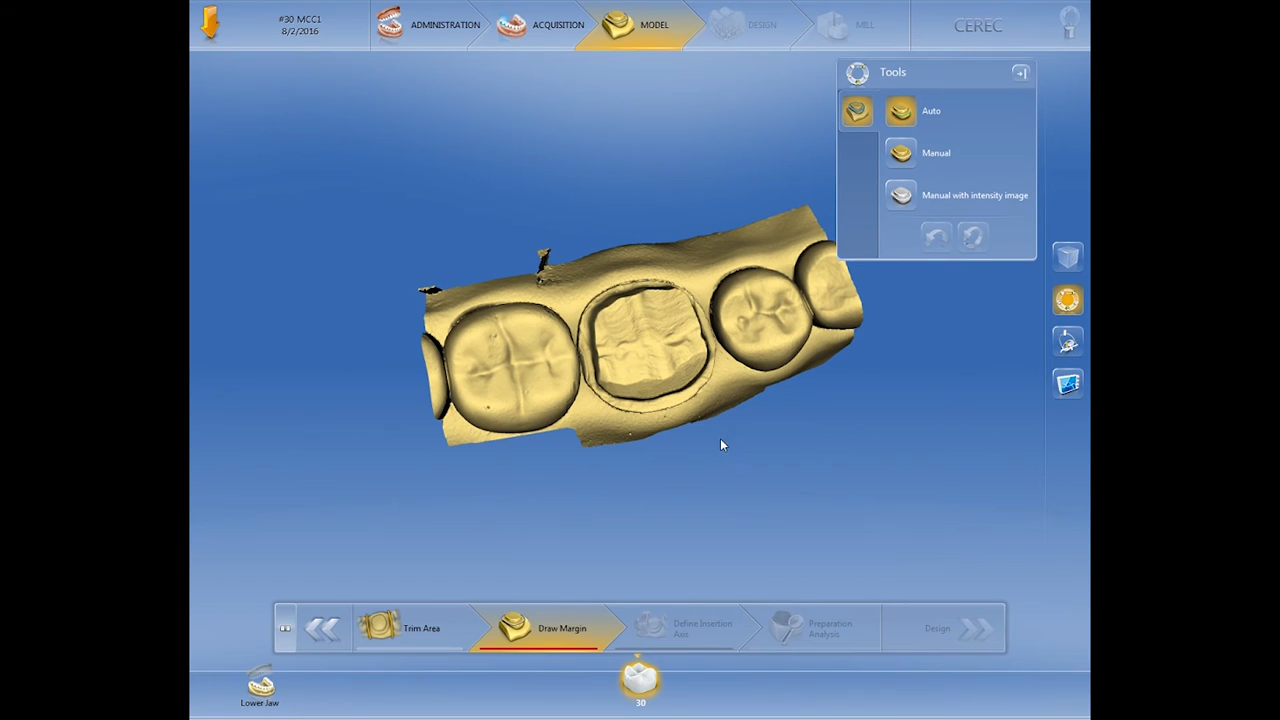 #30 MCC1
8/2/2016
ADMINISTRATION
ACQUISITION
MODEL
DESIGN
MILL
CEREC
Tools
Auto
Manual
Manual with intensity image
Trim Area
Draw Margin
Define Insertion
Axis
Preparation
Analysis
Design
Lower Jaw
30